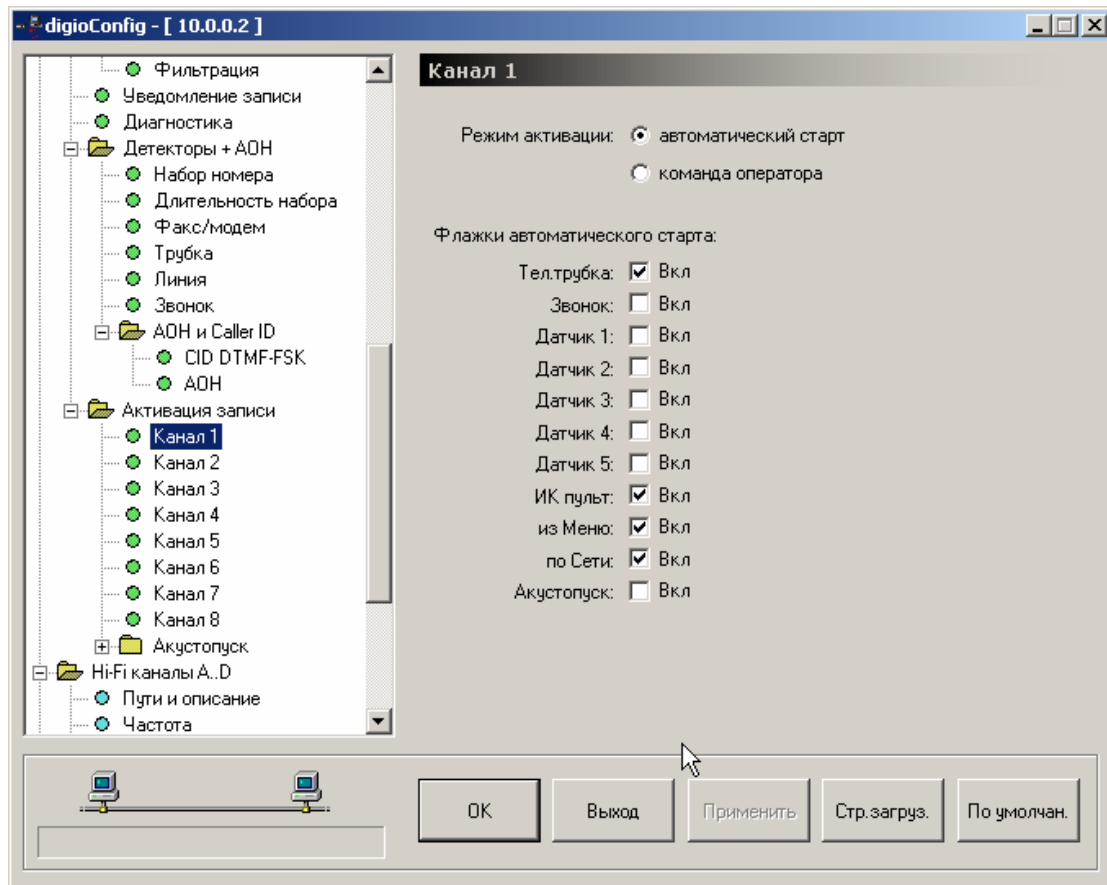 digioConfig - [ 10.0.0.2 ]
Фильтрация
Уведомление записи
Диагностика
Детекторы + АОН
Набор номера
Длительность набора
Факс/модем
Трубка
Линия
Звонок
АОН и Caller ID
CID DTMF-FSK
АОН
Активация записи
Канал 1
Канал 2
Канал 3
Канал 4
Канал 5
Канал 6
Канал 7
Канал 8
Акустопуск
Hi-Fi каналы A..D
Пути и описание
Частота
Канал 1
Режим активации: автоматический старт
команда оператора
Флажки автоматического старта:
Тел.трубка: Вкл
Звонок: Вкл
Датчик 1: Вкл
Датчик 2: Вкл
Датчик 3: Вкл
Датчик 4: Вкл
Датчик 5: Вкл
ИК пульт: Вкл
из Меню: Вкл
по Сети: Вкл
Акустопуск: Вкл
OK Выход Применить Стр.загруз. По умолчан.